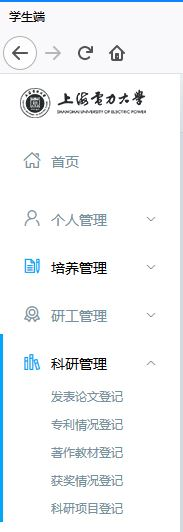 学生端
上海电力大学
SHANGHAI UNIVERSITY OF ELECTRIC POWER
首页
个人管理
培养管理
研工管理
科研管理
发表论文登记
专利情况登记
著作教材登记
获奖情况登记
科研项目登记